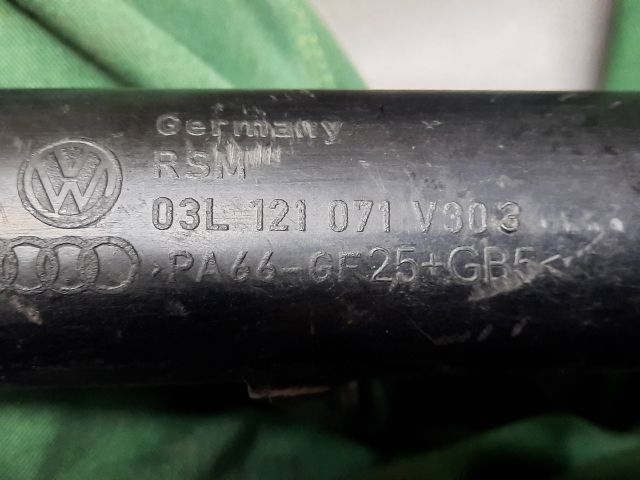 Germany
RSM
03L 121 071 V303
>PA66-GF25+GB5<